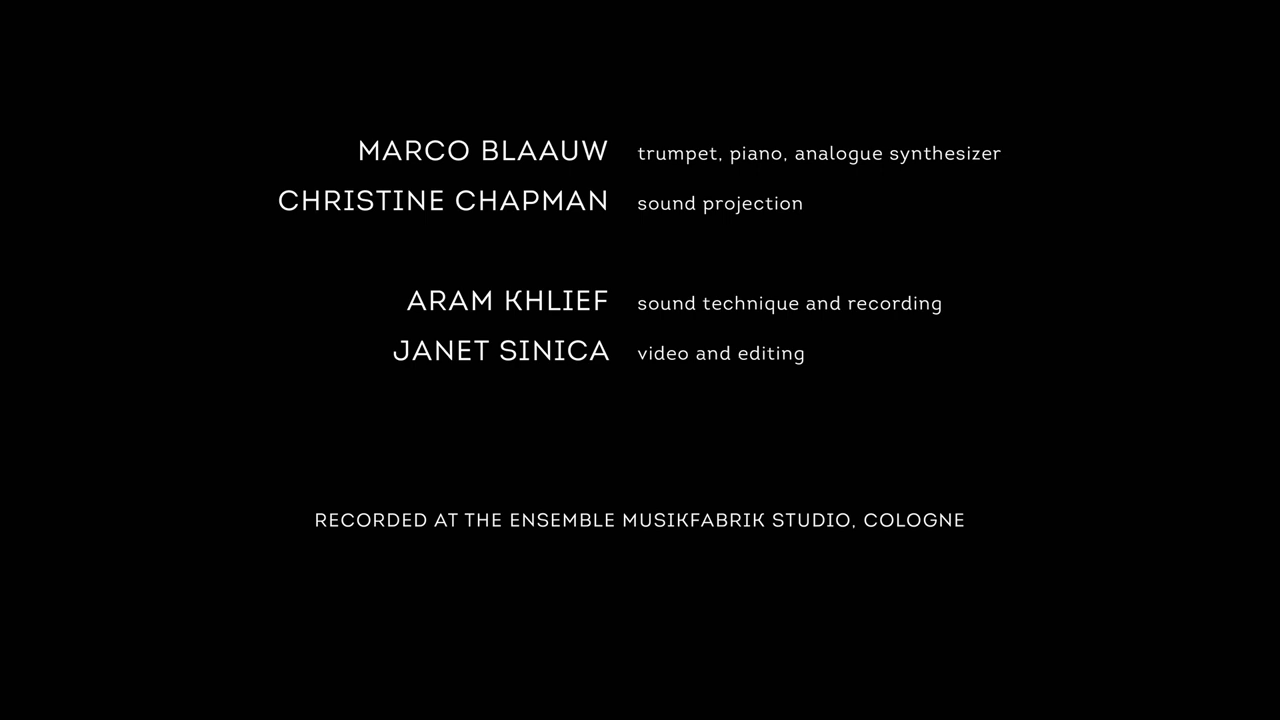 MARCO BLAAUW trumpet, piano, analogue synthesizer
CHRISTINE CHAPMAN sound projection
ARAM KHLIEF sound technique and recording
JANET SINICA video and editing
RECORDED AT THE ENSEMBLE MUSIKFABRIK STUDIO, COLOGNE